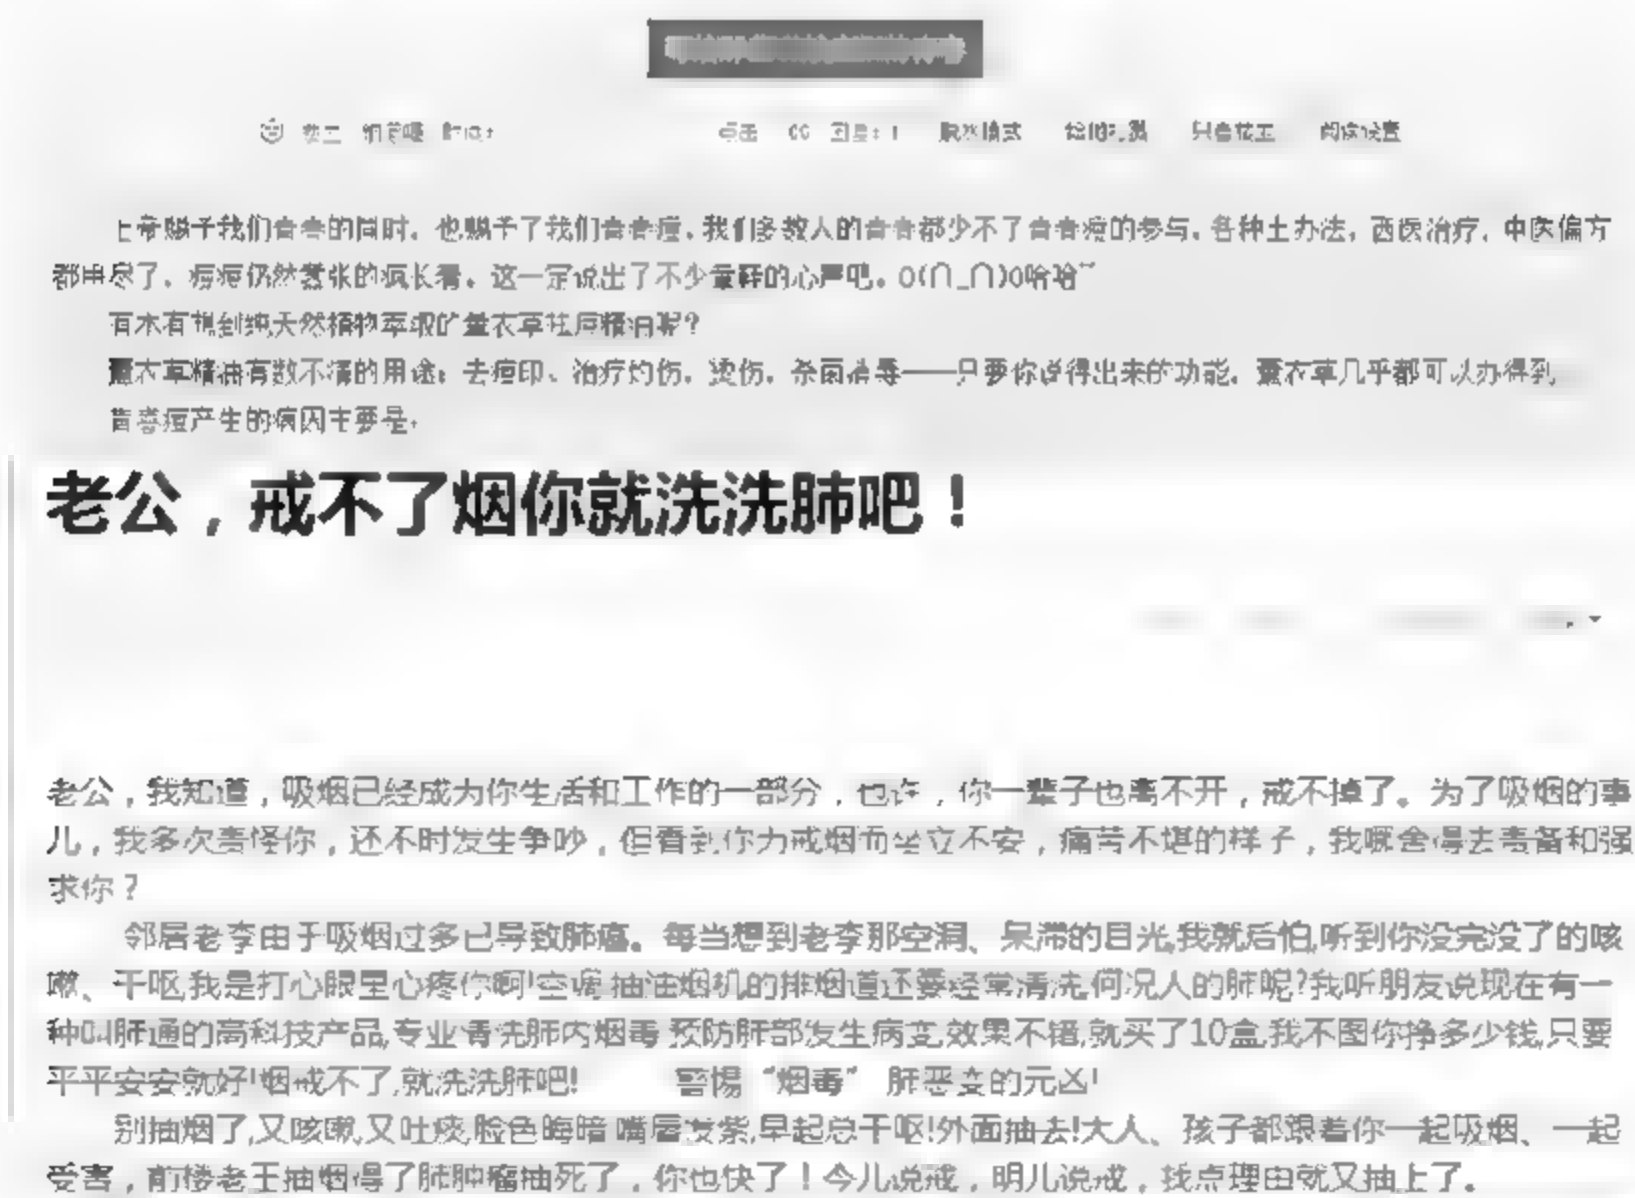 上帝赐予我们青春的同时，也赐予了我们青春痘，我们多数人的青春都少不了青春痘的参与，各种土办法，西医治疗，中医偏方
都用尽了，痘痘仍然嚣张的疯长着，这一定说出了不少童鞋的心声吧。O(∩_∩)O哈哈~
有木有想到纯天然植物萃取的薰衣草祛痘精油呢？
薰衣草精油有数不清的用途：去痘印、治疗灼伤，烫伤，杀菌——只要你说得出来的功能，薰衣草几乎都可以办得到
青春痘产生的病因主要是：
老公，戒不了烟你就洗洗肺吧！
老公，我知道，吸烟已经成为你生活和工作的一部分，也许，你一辈子也离不开，戒不掉了。为了吸烟的事
儿，我多次责怪你，还不时发生争吵，但看到你力戒烟而坐立不安，痛苦不堪的样子，我哪舍得去责备和强
求你？
邻居老李由于吸烟过多已导致肺癌。每当想到老李那空洞、呆滞的目光,我就后怕,听到你没完没了的咳
嗽、干呕,我是打心眼里心疼你啊!空调,抽油烟机的排烟道还要经常清洗,何况人的肺呢?我听朋友说现在有一
种叫肺通的高科技产品,专业清洗肺内烟毒,预防肺部发生病变,效果不错,就买了10盒,我不图你挣多少钱,只要
平平安安就好!烟戒不了,就洗洗肺吧! 警惕“烟毒” 肺恶变的元凶!
别抽烟了,又咳嗽,又吐痰,脸色晦暗,嘴唇发紫,早起总干呕!外面抽去!大人、孩子都跟着你一起吸烟、一起
受害，前楼老王抽烟得了肺肿瘤抽死了，你也快了！今儿说戒，明儿说戒，找点理由就又抽上了。